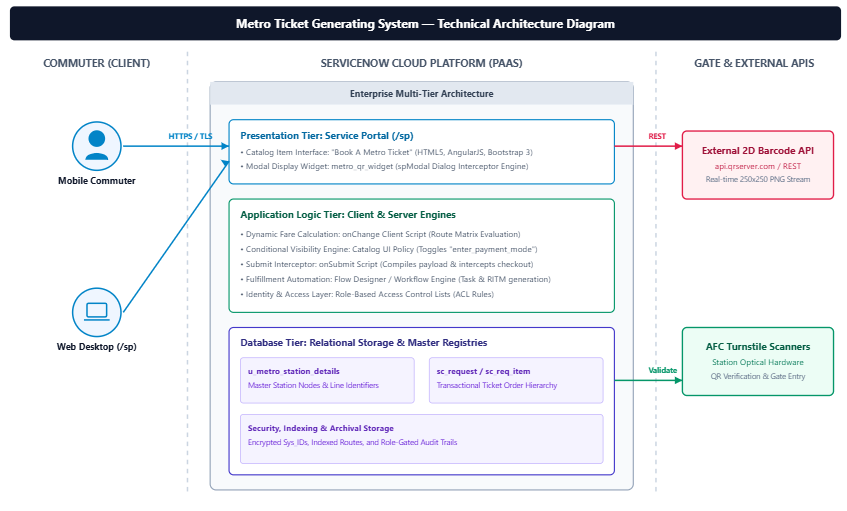 Metro Ticket Generating System — Technical Architecture Diagram
COMMUTER (CLIENT)
SERVICENOW CLOUD PLATFORM (PAAS)
GATE & EXTERNAL APIS
Enterprise Multi-Tier Architecture
HTTPS / TLS
Mobile Commuter
Web Desktop (/sp)
Presentation Tier: Service Portal (/sp)
• Catalog Item Interface: "Book A Metro Ticket" (HTML5, AngularJS, Bootstrap 3)
• Modal Display Widget: metro_qr_widget (spModal Dialog Interceptor Engine)
Application Logic Tier: Client & Server Engines
• Dynamic Fare Calculation: onChange Client Script (Route Matrix Evaluation)
• Conditional Visibility Engine: Catalog UI Policy (Toggles "enter_payment_mode")
• Submit Interceptor: onSubmit Script (Compiles payload & intercepts checkout)
• Fulfillment Automation: Flow Designer / Workflow Engine (Task & RITM generation)
• Identity & Access Layer: Role-Based Access Control Lists (ACL Rules)
Database Tier: Relational Storage & Master Registries
u_metro_station_details
Master Station Nodes & Line Identifiers
sc_request / sc_req_item
Transactional Ticket Order Hierarchy
Security, Indexing & Archival Storage
Encrypted Sys_IDs, Indexed Routes, and Role-Gated Audit Trails
REST
External 2D Barcode API
api.qrserver.com / REST
Real-time 250x250 PNG Stream
Validate
AFC Turnstile Scanners
Station Optical Hardware
QR Verification & Gate Entry